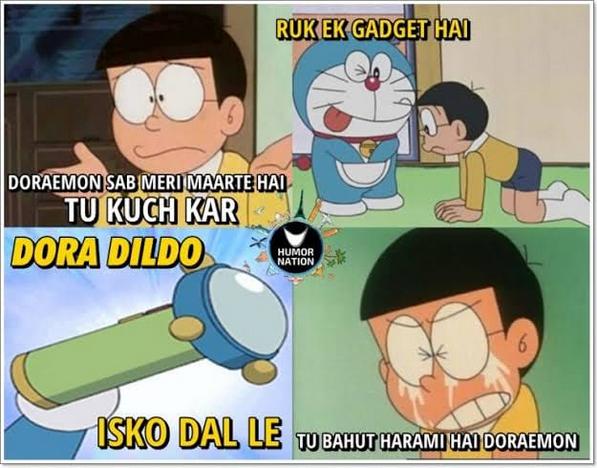 DORAEMON SAB MERI MAARTE HAI
TU KUCH KAR
RUK EK GADGET HAI
DORA DILDO
ISKO DAL LE
HUMOR
NATION
TU BAHUT HARAMI HAI DORAEMON